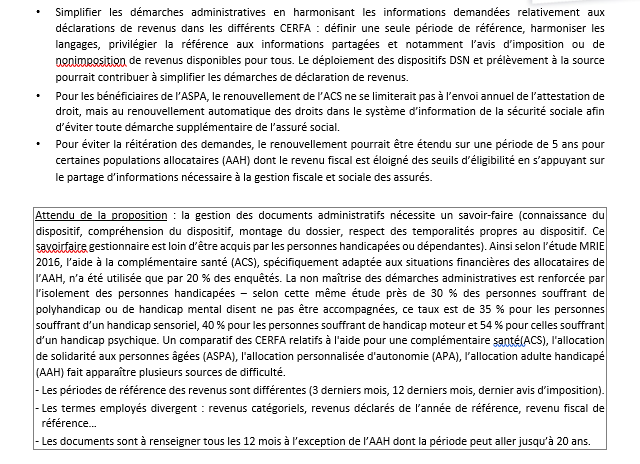 • Simplifier les démarches administratives en harmonisant les informations demandées relativement aux
déclarations de revenus dans les différents CERFA : définir une seule période de référence, harmoniser les
langages, privilégier la référence aux informations partagées et notamment l’avis d’imposition ou de
nonimposition de revenus disponibles pour tous. Le déploiement des dispositifs DSN et prélèvement à la source
pourrait contribuer à simplifier les démarches de déclaration de revenus.
• Pour les bénéficiaires de l’ASPA, le renouvellement de l’ACS ne se limiterait pas à l’envoi annuel de l’attestation de
droit, mais au renouvellement automatique des droits dans le système d’information de la sécurité sociale afin
d’éviter toute démarche supplémentaire de l’assuré social.
• Pour éviter la réitération des demandes, le renouvellement pourrait être étendu sur une période de 5 ans pour
certaines populations allocataires (AAH) dont le revenu fiscal est éloigné des seuils d’éligibilité en s’appuyant sur
le partage d’informations nécessaire à la gestion fiscale et sociale des assurés.
Attendu de la proposition : la gestion des documents administratifs nécessite un savoir-faire (connaissance du
dispositif, compréhension du dispositif, montage du dossier, respect des temporalités propres au dispositif. Ce
savoirfaire gestionnaire est loin d’être acquis par les personnes handicapées ou dépendantes). Ainsi selon l’étude MRIE
2016, l’aide à la complémentaire santé (ACS), spécifiquement adaptée aux situations financières des allocataires de
l’AAH, n’a été utilisée que par 20 % des enquêtés. La non maîtrise des démarches administratives est renforcée par
l’isolement des personnes handicapées – selon cette même étude près de 30 % des personnes souffrant de
polyhandicap ou de handicap mental disent ne pas être accompagnées, ce taux est de 35 % pour les personnes
souffrant d’un handicap sensoriel, 40 % pour les personnes souffrant de handicap moteur et 54 % pour celles souffrant
d’un handicap psychique. Un comparatif des CERFA relatifs à l'aide pour une complémentaire santé(ACS), l'allocation
de solidarité aux personnes âgées (ASPA), l'allocation personnalisée d'autonomie (APA), l’allocation adulte handicapé
(AAH) fait apparaître plusieurs sources de difficulté.
- Les périodes de référence des revenus sont différentes (3 derniers mois, 12 derniers mois, dernier avis d’imposition).
- Les termes employés divergent : revenus catégoriels, revenus déclarés de l’année de référence, revenu fiscal de
référence…
- Les documents sont à renseigner tous les 12 mois à l’exception de l’AAH dont la période peut aller jusqu’à 20 ans.